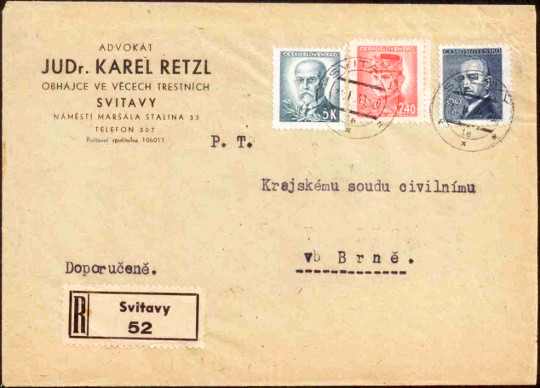 ADVOKÁT
JUDr. KAREL RETZL
OBHÁJCE VE VĚCECH TRESTNÍCH
SVITAVY
NÁMĚSTÍ MARŠÁLA STALINA 33
TELEFON 307
Poštovní spořitelna 106011
ČESKOSLOVENSKO
5K
ČESKOSLOVENSKO
2·40
ČESKOSLOVENSKO
P. T.
Krajskému soudu civilnímu
v Brně.
Doporučeně.
R
Svitavy
52